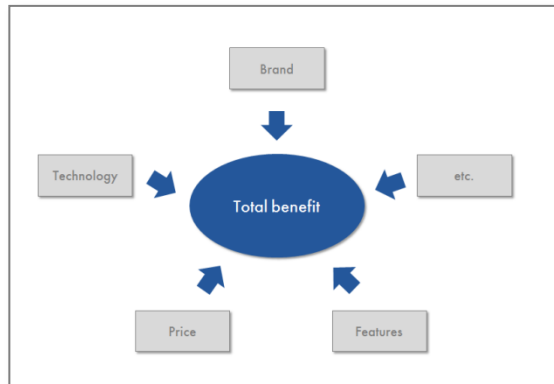 Brand
Technology
etc.
Total benefit
Price
Features